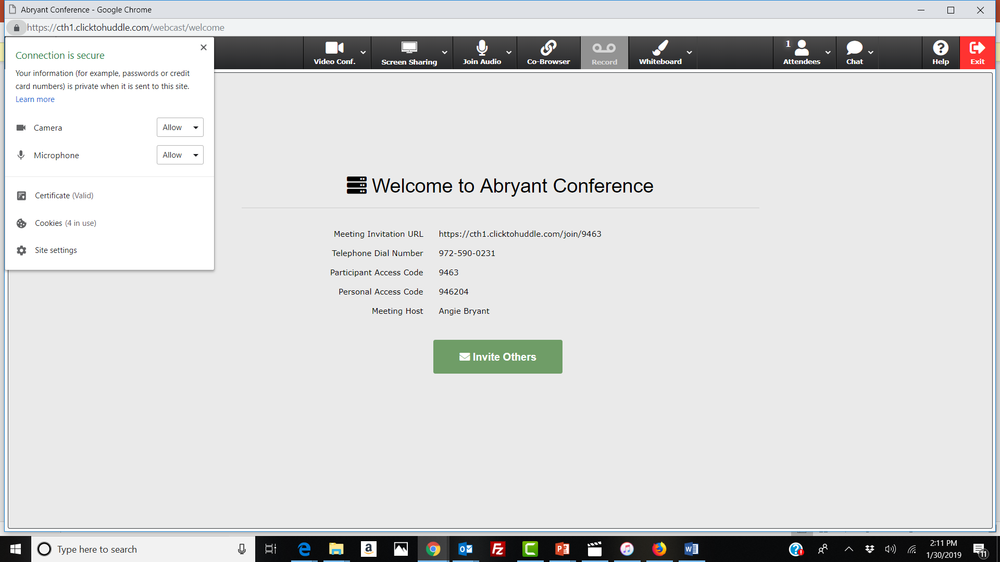 Abryant Conference - Google Chrome
https://cth1.clicktohuddle.com/webcast/welcome
Connection is secure
Your information (for example, passwords or credit
card numbers) is private when it is sent to this site.
Learn more
Camera Allow
Microphone Allow
Certificate (Valid)
Cookies (4 in use)
Site settings
Video Conf.
Screen Sharing
Join Audio
Co-Browser
Record
Whiteboard
1
Attendees
Chat
Help
Exit
Welcome to Abryant Conference
Meeting Invitation URL https://cth1.clicktohuddle.com/join/9463
Telephone Dial Number 972-590-0231
Participant Access Code 9463
Personal Access Code 946204
Meeting Host Angie Bryant
Invite Others
Type here to search
2:11 PM
1/30/2019
11